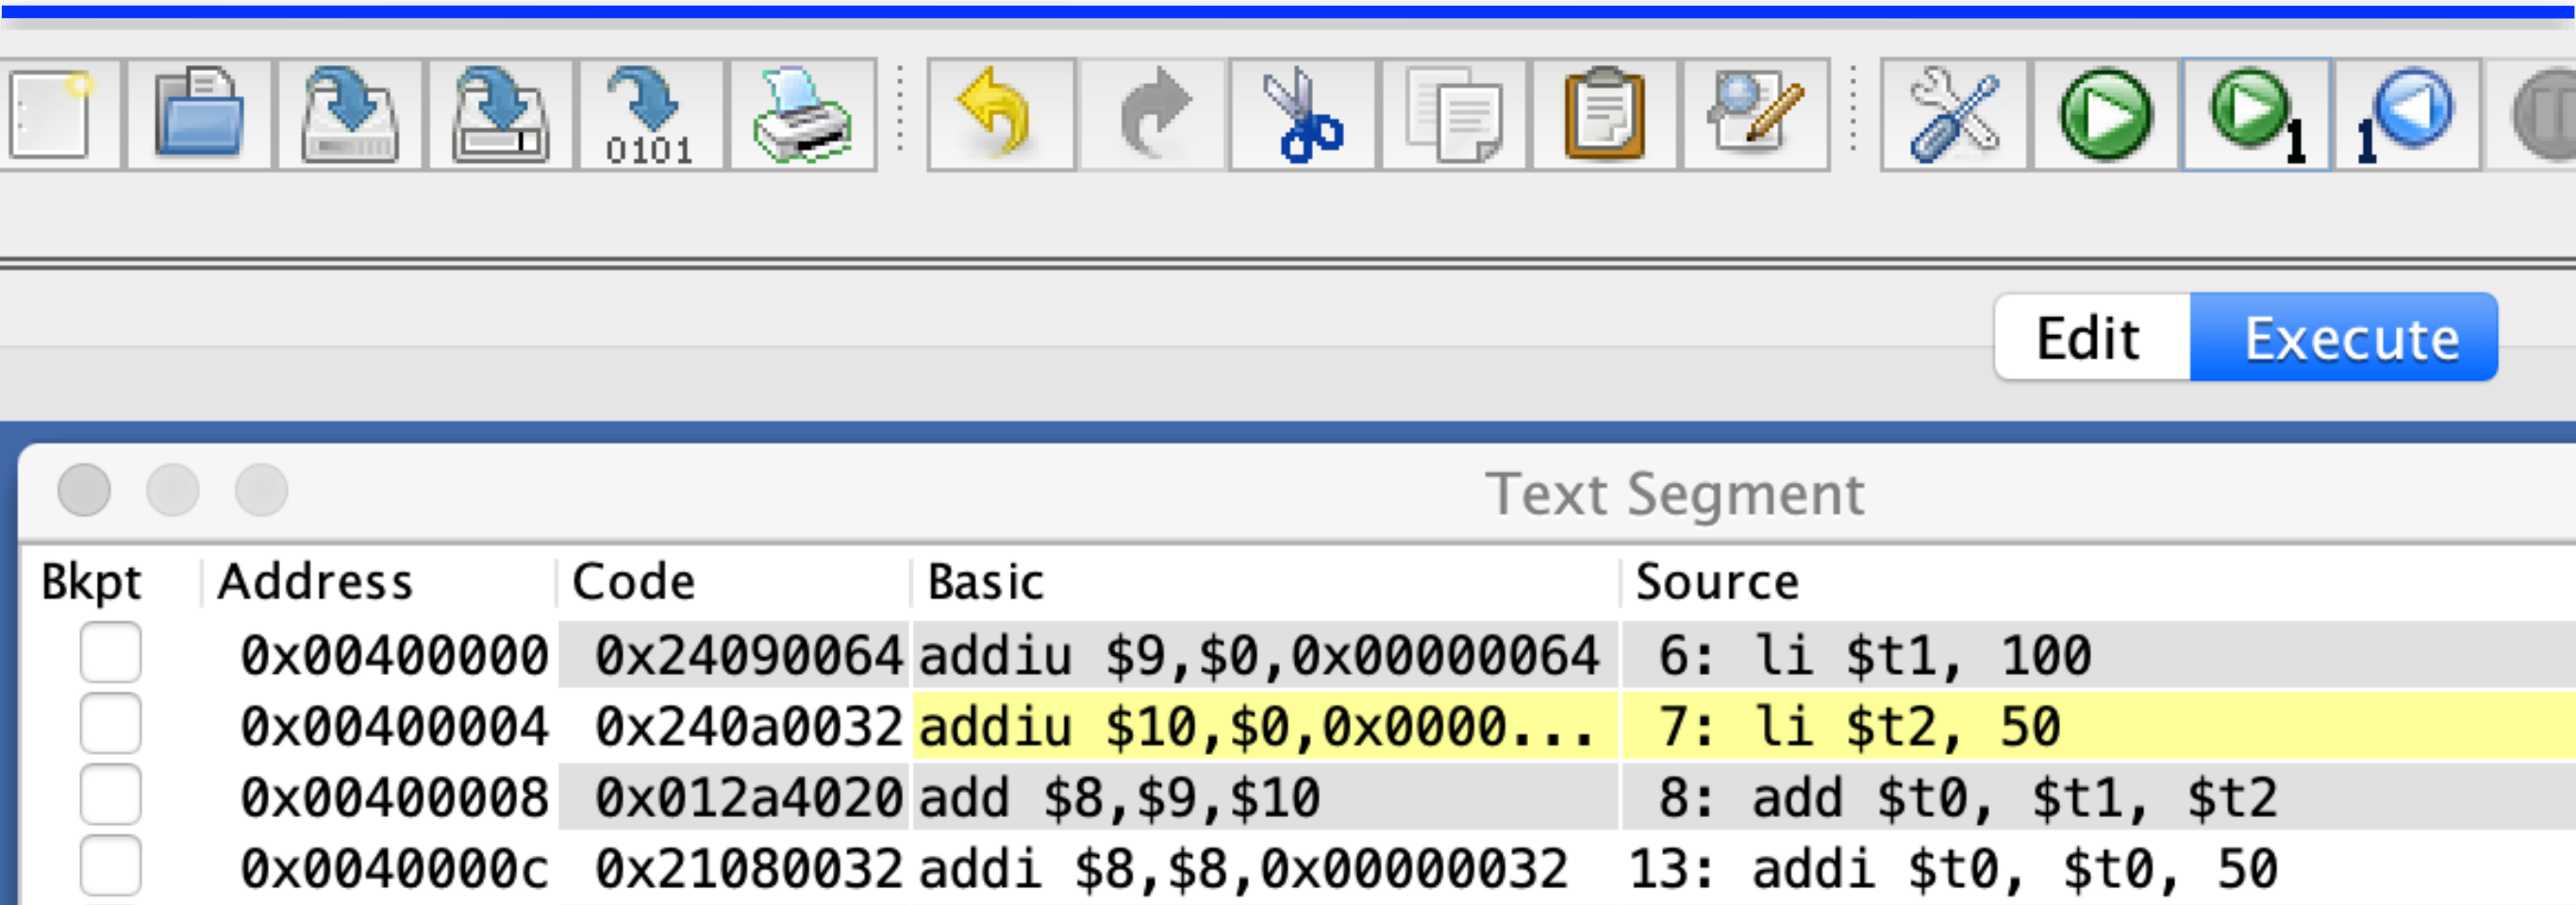 0101 1 1
Edit Execute
Text Segment
Bkpt Address Code Basic Source
0x00400000 0x24090064 addiu $9,$0,0x00000064 6: li $t1, 100
0x00400004 0x240a0032 addiu $10,$0,0x0000... 7: li $t2, 50
0x00400008 0x012a4020 add $8,$9,$10 8: add $t0, $t1, $t2
0x0040000c 0x21080032 addi $8,$8,0x00000032 13: addi $t0, $t0, 50